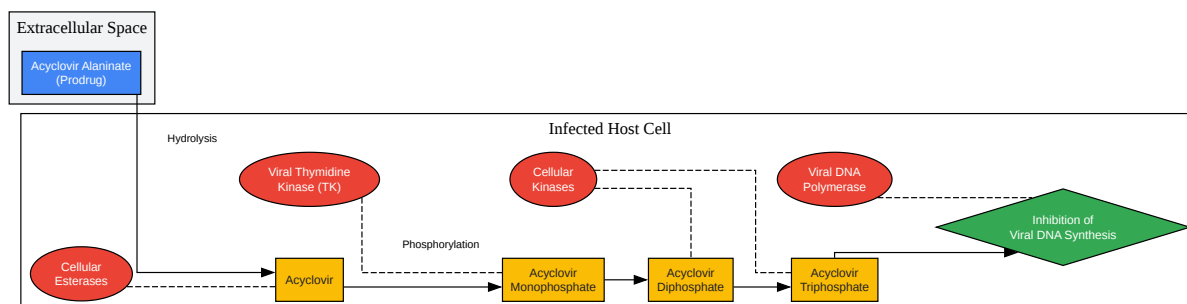 Extracellular Space
Acyclovir Alaninate
(Prodrug)
Infected Host Cell
Hydrolysis
Viral Thymidine
Kinase (TK)
Cellular
Kinases
Viral DNA
Polymerase
Inhibition of
Viral DNA Synthesis
Phosphorylation
Cellular
Esterases
Acyclovir
Acyclovir
Monophosphate
Acyclovir
Diphosphate
Acyclovir
Triphosphate